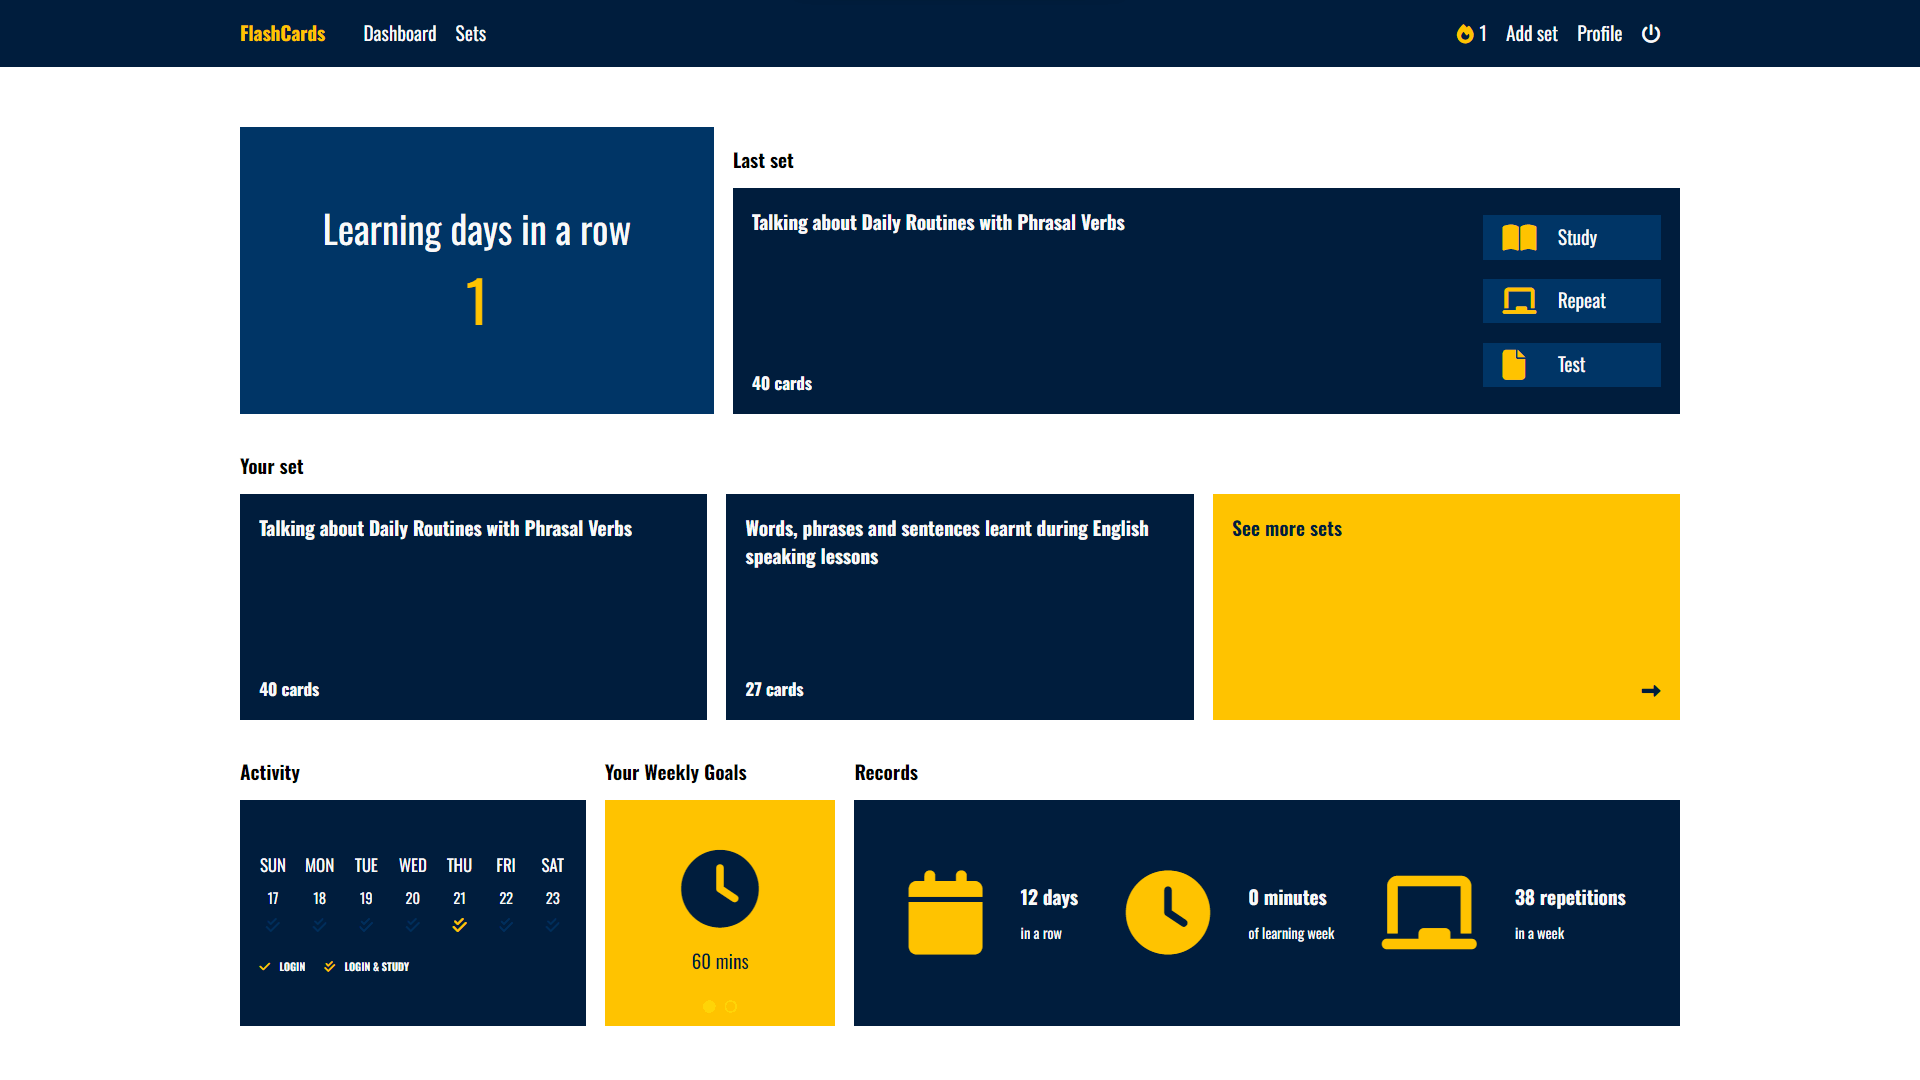 FlashCards Dashboard Sets 1 Add set Profile
Learning days in a row
1
Last set
Talking about Daily Routines with Phrasal Verbs
40 cards
Study
Repeat
Test
Your set
Talking about Daily Routines with Phrasal Verbs
40 cards
Words, phrases and sentences learnt during English
speaking lessons
27 cards
See more sets
Activity
SUN MON TUE WED THU FRI SAT
17 18 19 20 21 22 23
LOGIN LOGIN & STUDY
Your Weekly Goals
60 mins
Records
12 days
in a row
0 minutes
of learning week
38 repetitions
in a week